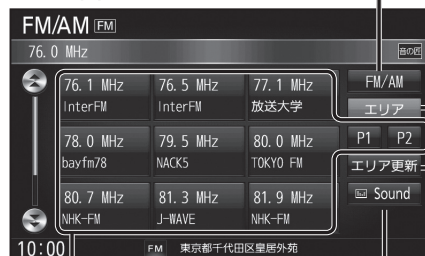 FM/AM FM
76.0 MHz 音の匠
76.1 MHz 76.5 MHz 77.1 MHz FM/AM
InterFM InterFM 放送大学 エリア
78.0 MHz 79.5 MHz 80.0 MHz P1 P2
bayfm78 NACK5 TOKYO FM エリア更新
80.7 MHz 81.3 MHz 81.9 MHz Sound
NHK-FM J-WAVE NHK-FM
10:00 FM 東京都千代田区皇居外苑